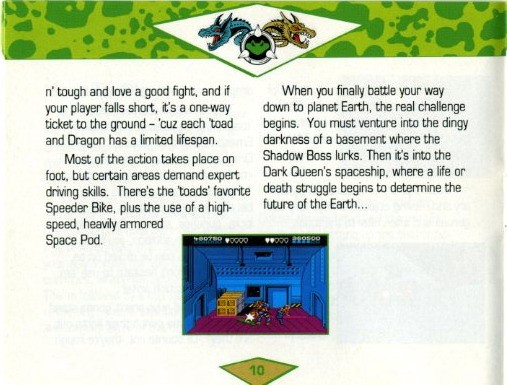 n' tough and love a good fight, and if
your player falls short, it's a one-way
ticket to the ground – 'cuz each 'toad
and Dragon has a limited lifespan.
Most of the action takes place on
foot, but certain areas demand expert
driving skills. There's the 'toads' favorite
Speeder Bike, plus the use of a high-
speed, heavily armored
Space Pod.
When you finally battle your way
down to planet Earth, the real challenge
begins. You must venture into the dingy
darkness of a basement where the
Shadow Boss lurks. Then it's into the
Dark Queen's spaceship, where a life or
death struggle begins to determine the
future of the Earth...
10